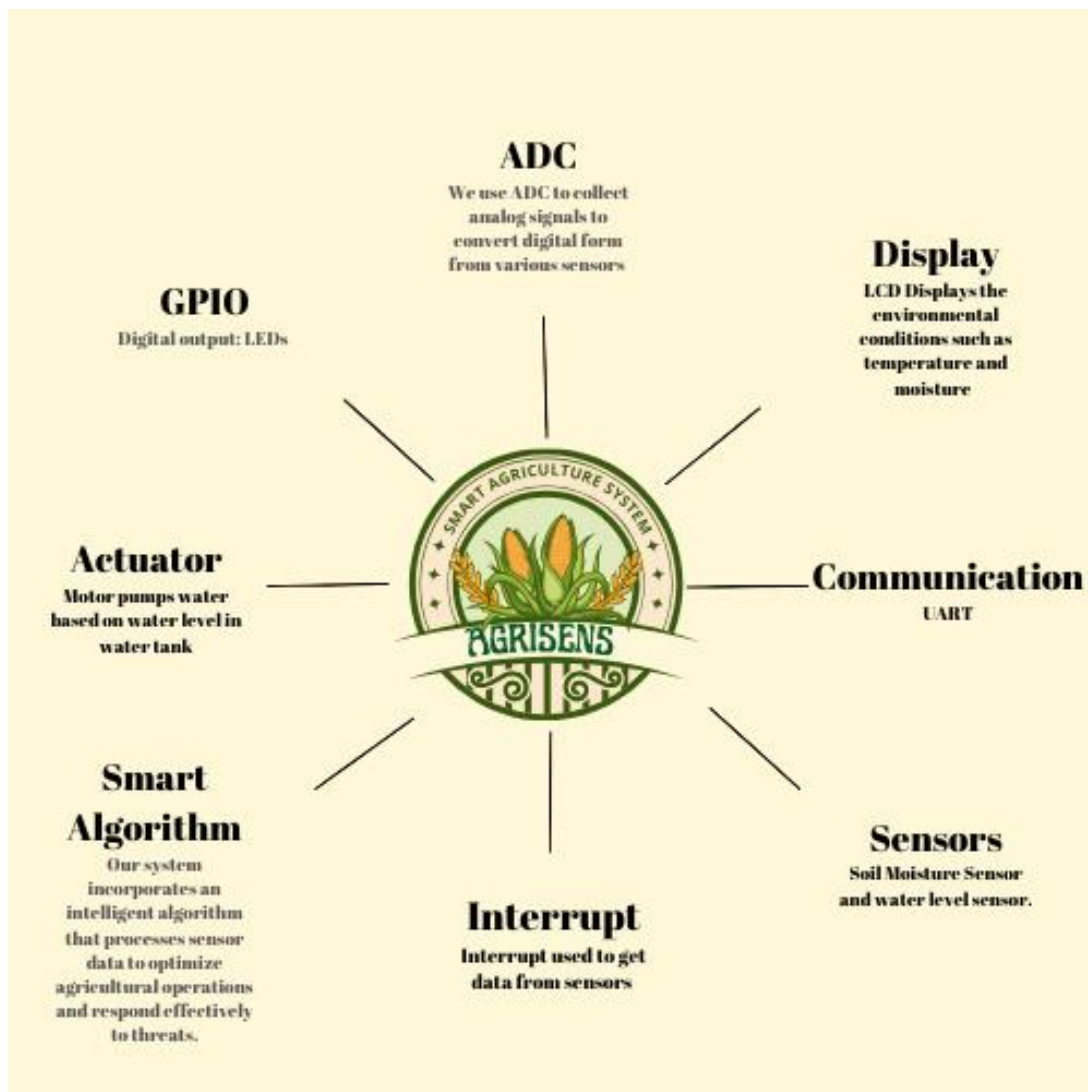 ADC
We use ADC to collect
analog signals to
convert digital form
from various sensors
Display
LCD Displays the
environmental
conditions such as
temperature and
moisture
GPIO
Digital output: LEDs
SMART AGRICULTURE SYSTEM
AGRISENS
Actuator
Motor pumps water
based on water level in
water tank
Communication
UART
Smart
Algorithm
Our system
incorporates an
intelligent algorithm
that processes sensor
data to optimize
agricultural operations
and respond effectively
to threats.
Interrupt
Interrupt used to get
data from sensors
Sensors
Soil Moisture Sensor
and water level sensor.